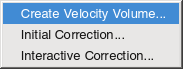 Create Velocity Volume...
Initial Correction...
Interactive Correction...